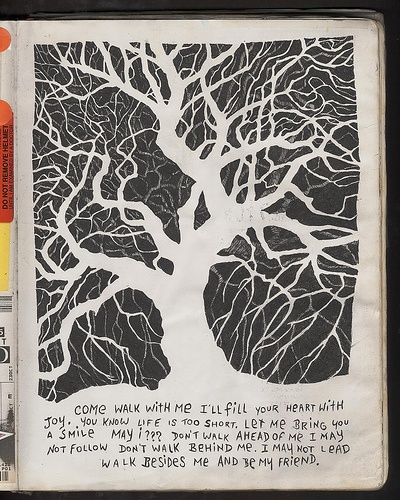 DO NOT REMOVE HELMET
COME WALK WITH ME I'LL FILL YOUR HEART WITH
JOY.. YOU KNOW LIFE IS TOO SHORT. LET ME BRING YOU
A SMILE MAY I??? DON'T WALK AHEAD OF ME I MAY
NOT FOLLOW DON'T WALK BEHIND ME. I MAY NOT LEAD
WALK BESIDES ME AND BE MY FRIEND.